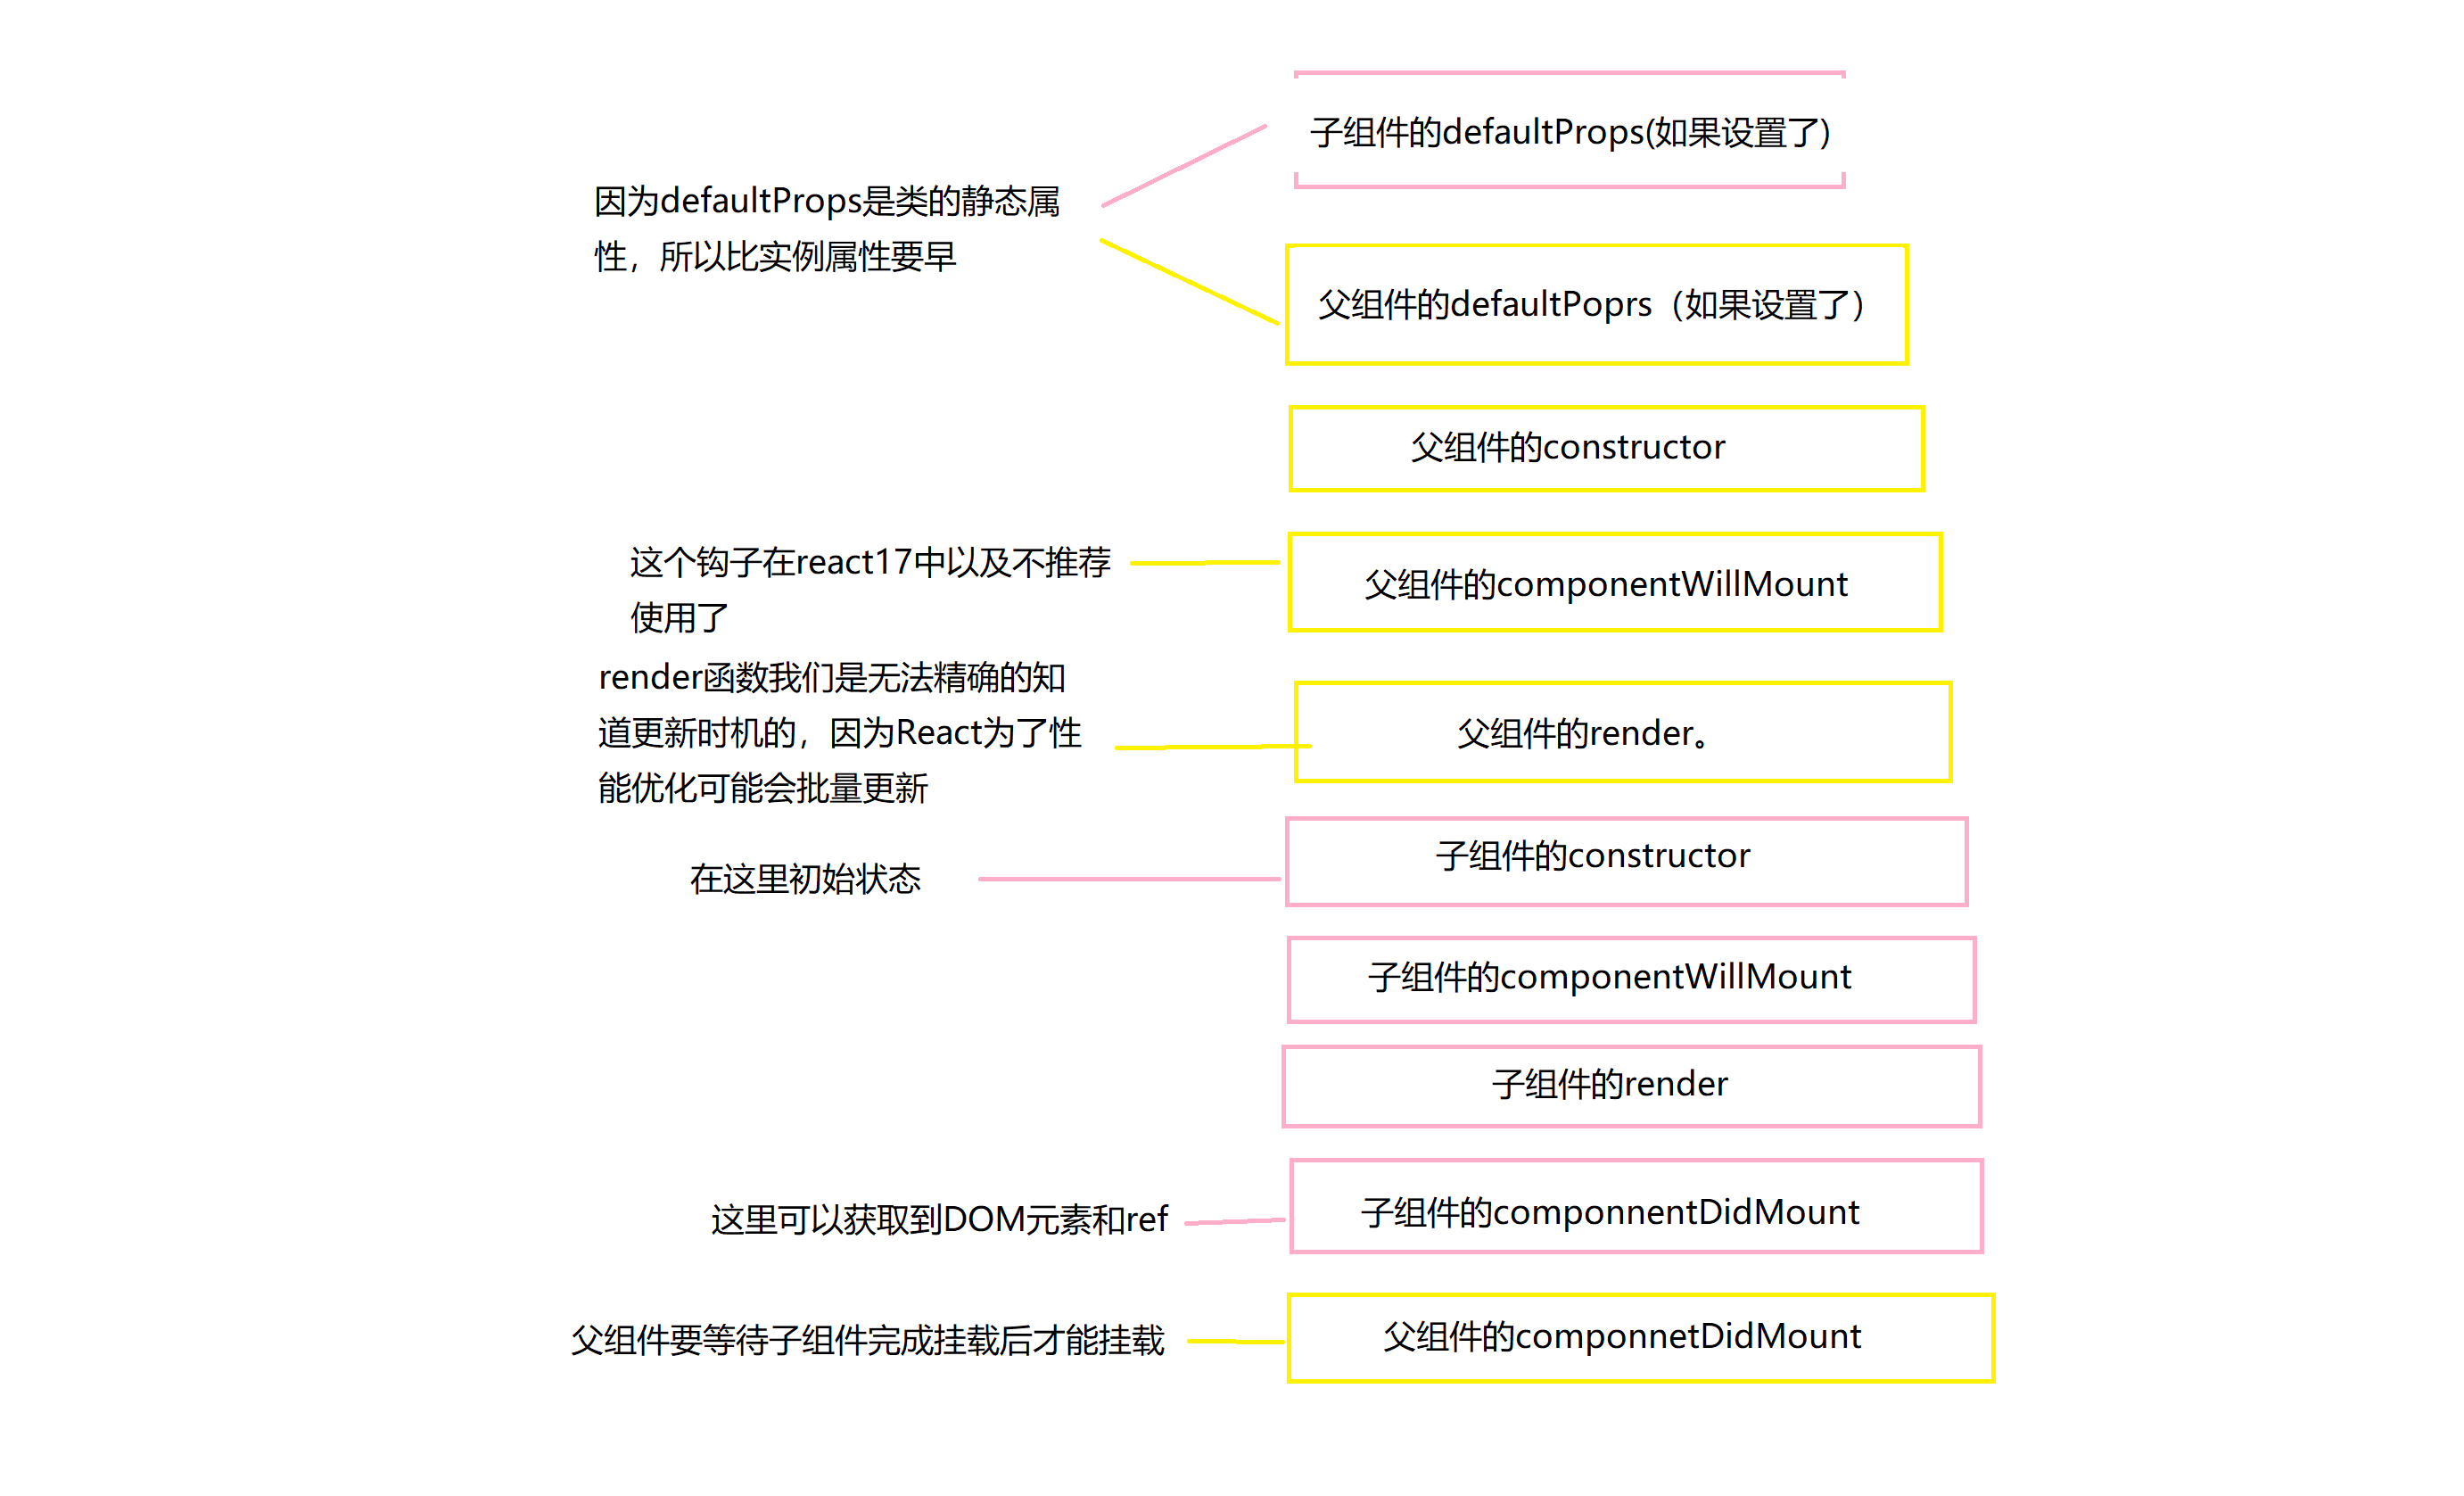 子组件的defaultProps(如果设置了)
因为defaultProps是类的静态属
性，所以比实例属性要早
父组件的defaultPoprs（如果设置了）
父组件的constructor
这个钩子在react17中以及不推荐
使用了
父组件的componentWillMount
render函数我们是无法精确的知
道更新时机的，因为React为了性
能优化可能会批量更新
父组件的render。
子组件的constructor
在这里初始状态
子组件的componentWillMount
子组件的render
这里可以获取到DOM元素和ref
子组件的componnentDidMount
父组件要等待子组件完成挂载后才能挂载
父组件的componnetDidMount